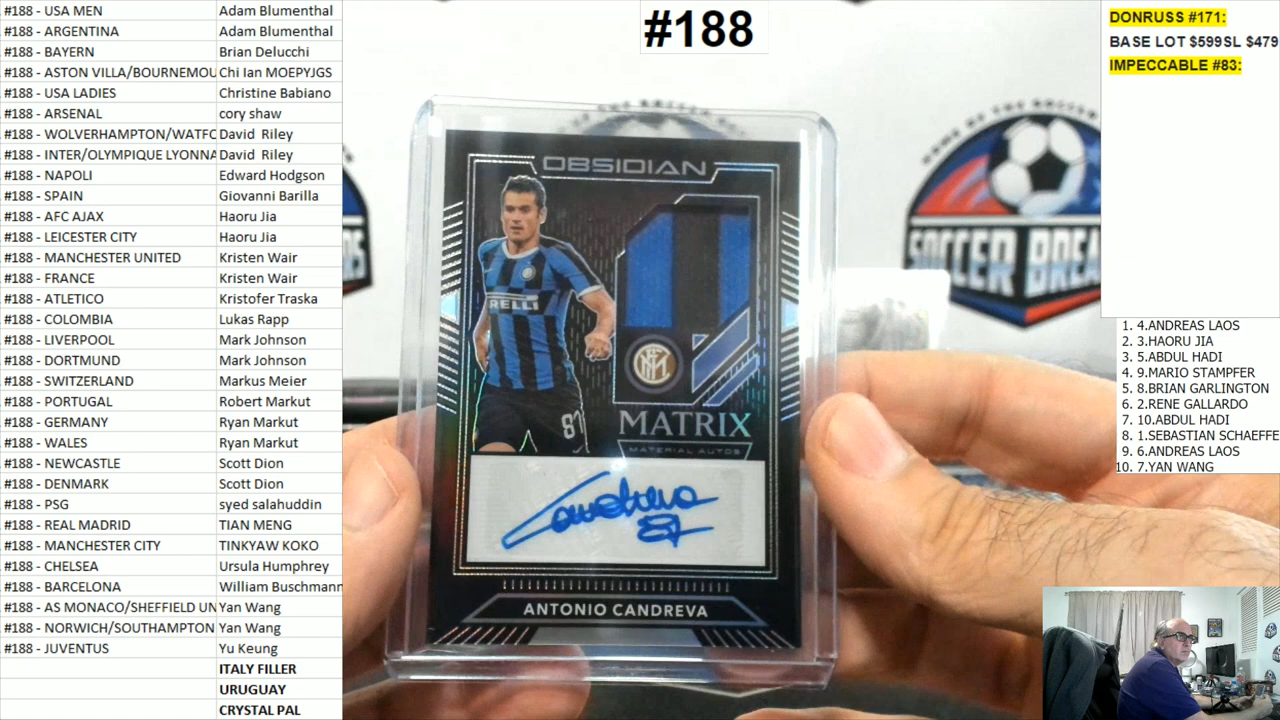 #188 - USA MEN Adam Blumenthal
#188 - ARGENTINA Adam Blumenthal
#188 - BAYERN Brian Delucchi
#188 - ASTON VILLA/BOURNEMOU Chi Ian MOEPYJGS
#188 - USA LADIES Christine Babiano
#188 - ARSENAL cory shaw
#188 - WOLVERHAMPTON/WATFC David Riley
#188 - INTER/OLYMPIQUE LYONNA David Riley
#188 - NAPOLI Edward Hodgson
#188 - SPAIN Giovanni Barilla
#188 - AFC AJAX Haoru Jia
#188 - LEICESTER CITY Haoru Jia
#188 - MANCHESTER UNITED Kristen Wair
#188 - FRANCE Kristen Wair
#188 - ATLETICO Kristofer Traska
#188 - COLOMBIA Lukas Rapp
#188 - LIVERPOOL Mark Johnson
#188 - DORTMUND Mark Johnson
#188 - SWITZERLAND Markus Meier
#188 - PORTUGAL Robert Markut
#188 - GERMANY Ryan Markut
#188 - WALES Ryan Markut
#188 - NEWCASTLE Scott Dion
#188 - DENMARK Scott Dion
#188 - PSG syed salahuddin
#188 - REAL MADRID TIAN MENG
#188 - MANCHESTER CITY TINKYAW KOKO
#188 - CHELSEA Ursula Humphrey
#188 - BARCELONA William Buschmann
#188 - AS MONACO/SHEFFIELD UN Yan Wang
#188 - NORWICH/SOUTHAMPTON Yan Wang
#188 - JUVENTUS Yu Keung
ITALY FILLER
URUGUAY
CRYSTAL PAL
#188
OBSIDIAN
RELLI
87
MATRIX
MATERIAL AUTOS
Candreva
87
ANTONIO CANDREVA
SOCCER BREA
DONRUSS #171:
BASE LOT $599SL $479
IMPECCABLE #83:
1. 4.ANDREAS LAOS
2. 3.HAORU JIA
3. 5.ABDUL HADI
4. 9.MARIO STAMPFER
5. 8.BRIAN GARLINGTON
6. 2.RENE GALLARDO
7. 10.ABDUL HADI
8. 1.SEBASTIAN SCHAEFFE
9. 6.ANDREAS LAOS
10. 7.YAN WANG